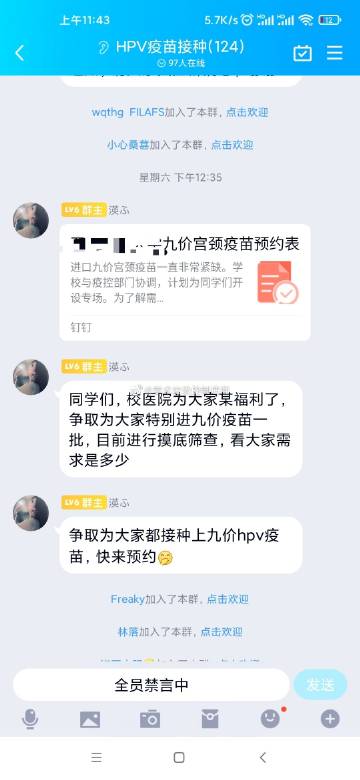 上午11:43
5.7K/s
12
HPV疫苗接种(124)
97人在线
wqthg FILAFS加入了本群，点击欢迎
小心桑葚加入了本群，点击欢迎
星期六 下午12:35
LV6 群主
九价宫颈疫苗预约表
进口九价宫颈疫苗一直非常紧缺。学
校与疫控部门协调，计划为同学们开
设专场。为了解需...
钉钉
LV6 群主
同学们，校医院为大家某福利了，
争取为大家特别进九价疫苗一
批，目前进行摸底筛查，看大家需
求是多少
LV6 群主
争取为大家都接种上九价hpv疫
苗，快来预约
Freaky加入了本群，点击欢迎
林落加入了本群，点击欢迎
全员禁言中
发送